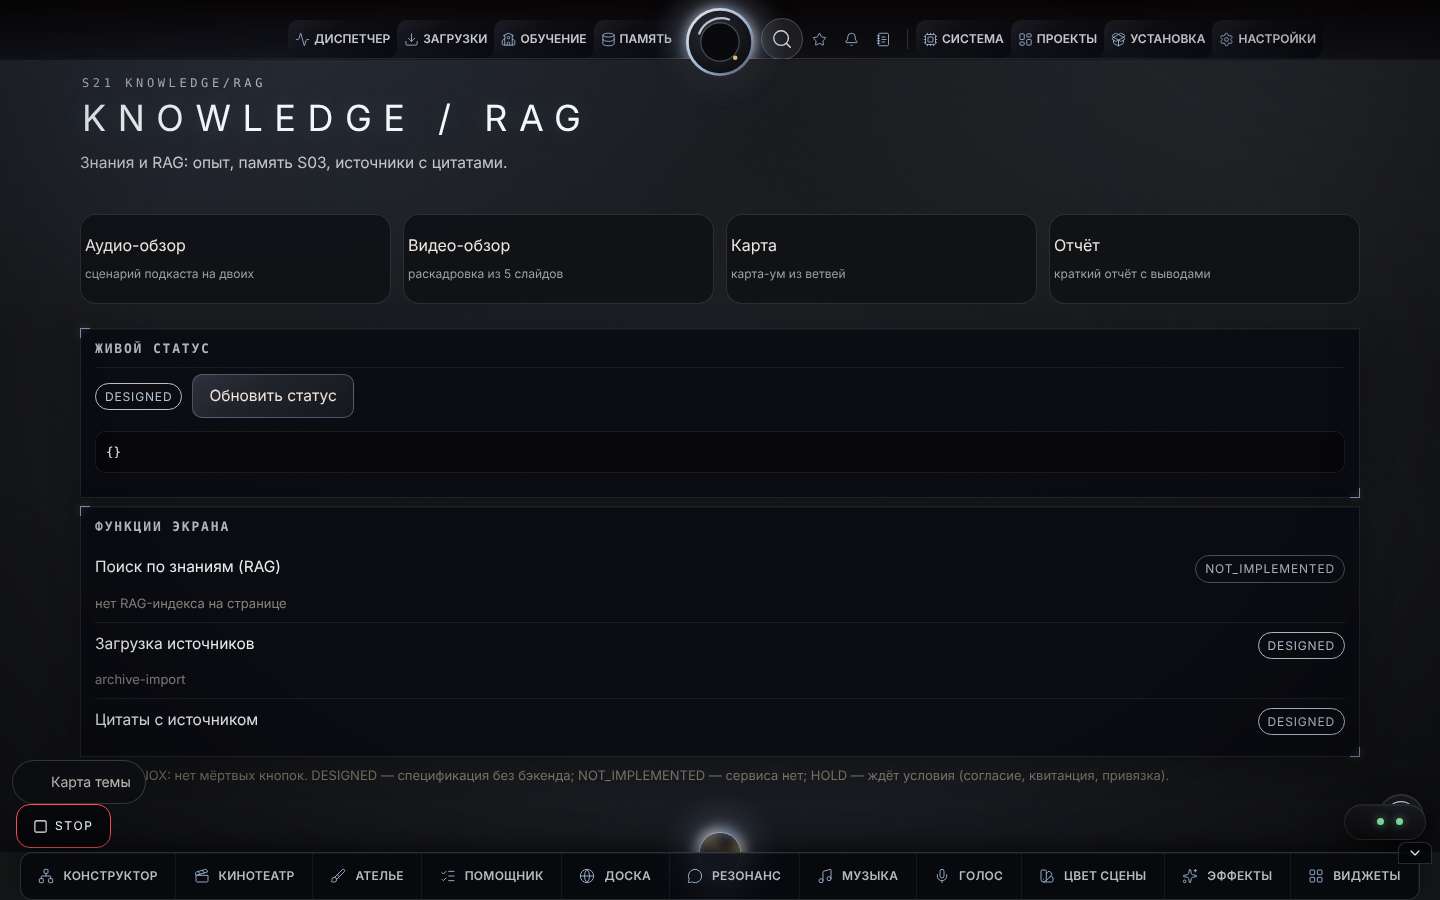 ДИСПЕТЧЕР ЗАГРУЗКИ ОБУЧЕНИЕ ПАМЯТЬ СИСТЕМА ПРОЕКТЫ УСТАНОВКА НАСТРОЙКИ
S21 KNOWLEDGE/RAG
KNOWLEDGE / RAG
Знания и RAG: опыт, память S03, источники с цитатами.
Аудио-обзор Видео-обзор Карта Отчёт
сценарий подкаста на двоих раскадровка из 5 слайдов карта-ум из ветвей краткий отчёт с выводами
ЖИВОЙ СТАТУС
DESIGNED Обновить статус
{}
ФУНКЦИИ ЭКРАНА
Поиск по знаниям (RAG) NOT_IMPLEMENTED
нет RAG-индекса на странице
Загрузка источников DESIGNED
archive-import
Цитаты с источником DESIGNED
нет мёртвых кнопок. DESIGNED — спецификация без бэкенда; NOT_IMPLEMENTED — сервиса нет; HOLD — ждёт условия (согласие, квитанция, привязка).
Карта темы
STOP
КОНСТРУКТОР КИНОТЕАТР АТЕЛЬЕ ПОМОЩНИК ДОСКА РЕЗОНАНС МУЗЫКА ГОЛОС ЦВЕТ СЦЕНЫ ЭФФЕКТЫ ВИДЖЕТЫ